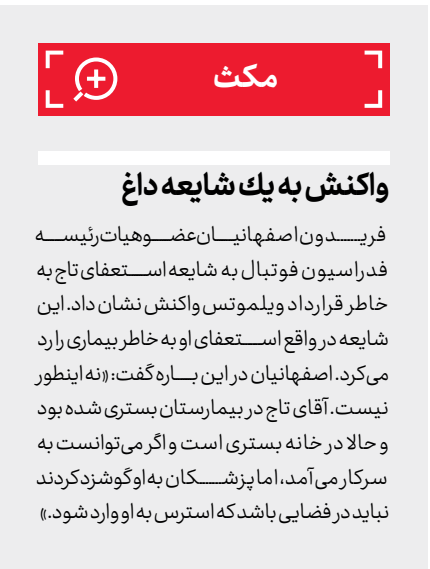 مکث
واکنش به یك شایعه داغ
فریدون اصفهانیان عضو هیات رئیسه
فدراسیون فوتبال به شایعه استعفای تاج به
خاطر قرارداد ویلموتس واکنش نشان داد. این
شایعه در واقع استعفای او به خاطر بیماری را رد
می‌کرد. اصفهانیان در این باره گفت: «نه اینطور
نیست. آقای تاج در بیمارستان بستری شده بود
و حالا در خانه بستری است و اگر می‌توانست به
سر کار می‌آمد، اما پزشکان به او گوشزد کردند
نباید در فضایی باشد که استرس به او وارد شود.»